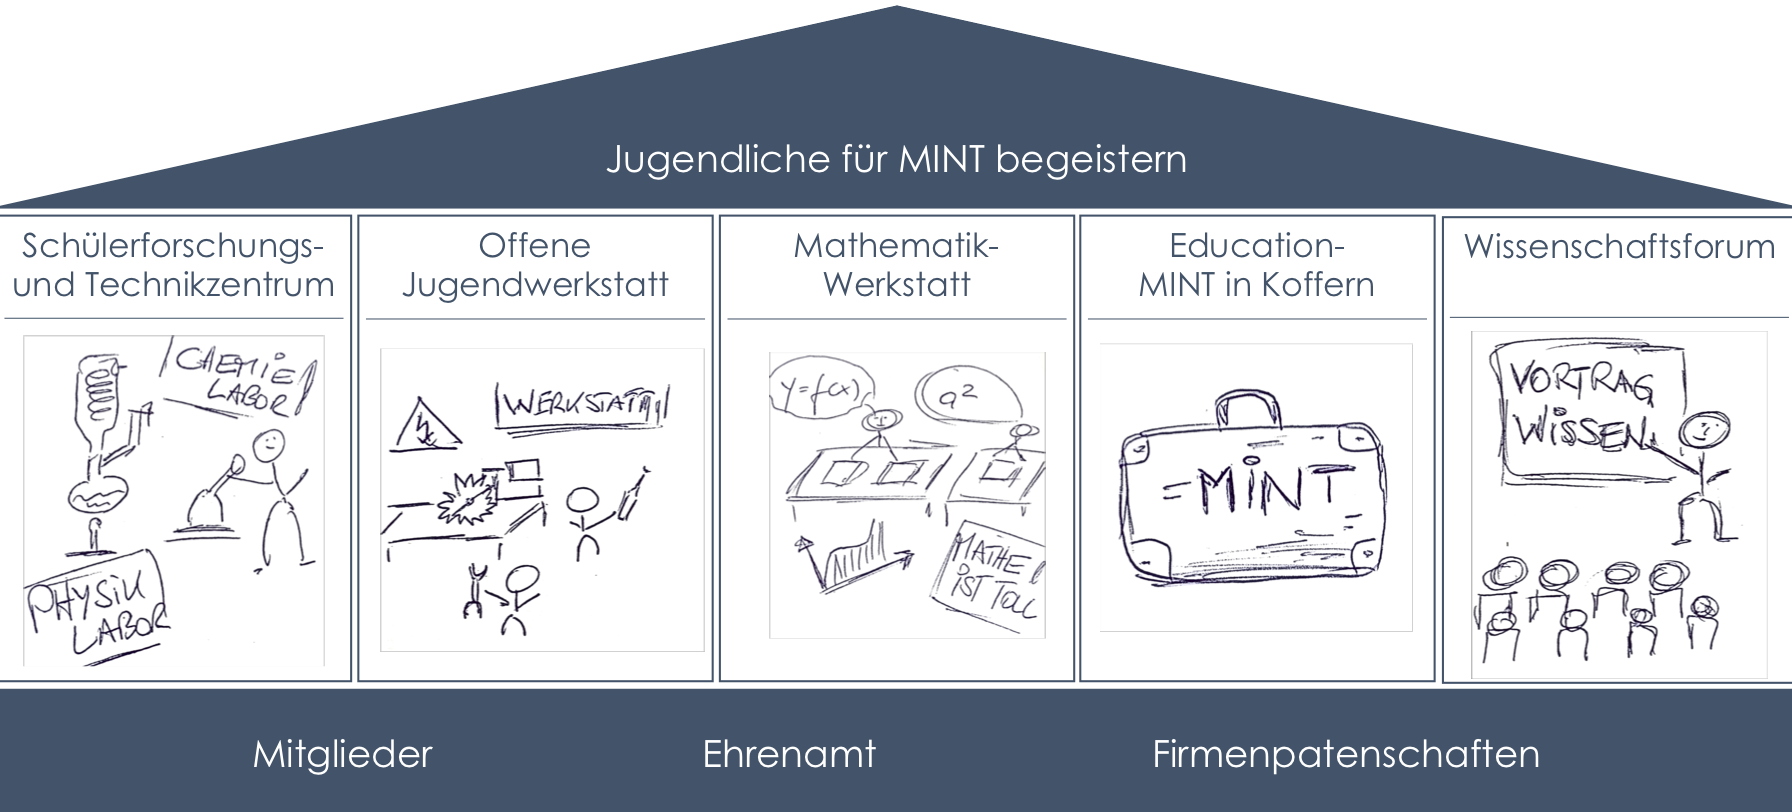 Jugendliche für MINT begeistern
Schülerforschungs-
und Technikzentrum
Offene
Jugendwerkstatt
Mathematik-
Werkstatt
Education-
MINT in Koffern
Wissenschaftsforum
CHEMIE
LABOR
PHYSIK
LABOR
WERKSTATT
y=f(x)
a²
MATHE
IST TOLL
=MINT
VORTRAG
WISSEN
Mitglieder
Ehrenamt
Firmenpatenschaften